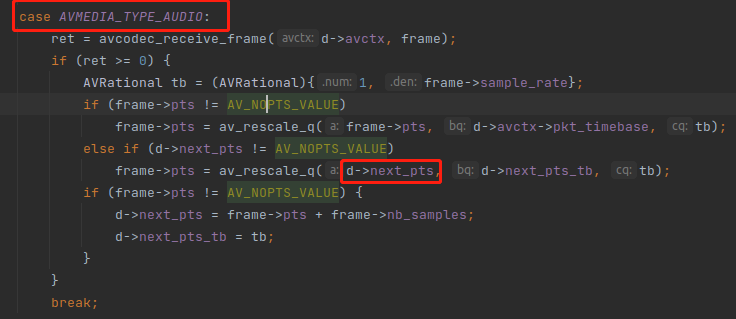 case AVMEDIA_TYPE_AUDIO:
ret = avcodec_receive_frame( avctx: d->avctx, frame);
if (ret >= 0) {
AVRational tb = (AVRational){ .num: 1, .den: frame->sample_rate};
if (frame->pts != AV_NOPTS_VALUE)
frame->pts = av_rescale_q( a: frame->pts, bq: d->avctx->pkt_timebase, cq: tb);
else if (d->next_pts != AV_NOPTS_VALUE)
frame->pts = av_rescale_q( a: d->next_pts, bq: d->next_pts_tb, cq: tb);
if (frame->pts != AV_NOPTS_VALUE) {
d->next_pts = frame->pts + frame->nb_samples;
d->next_pts_tb = tb;
}
}
break;